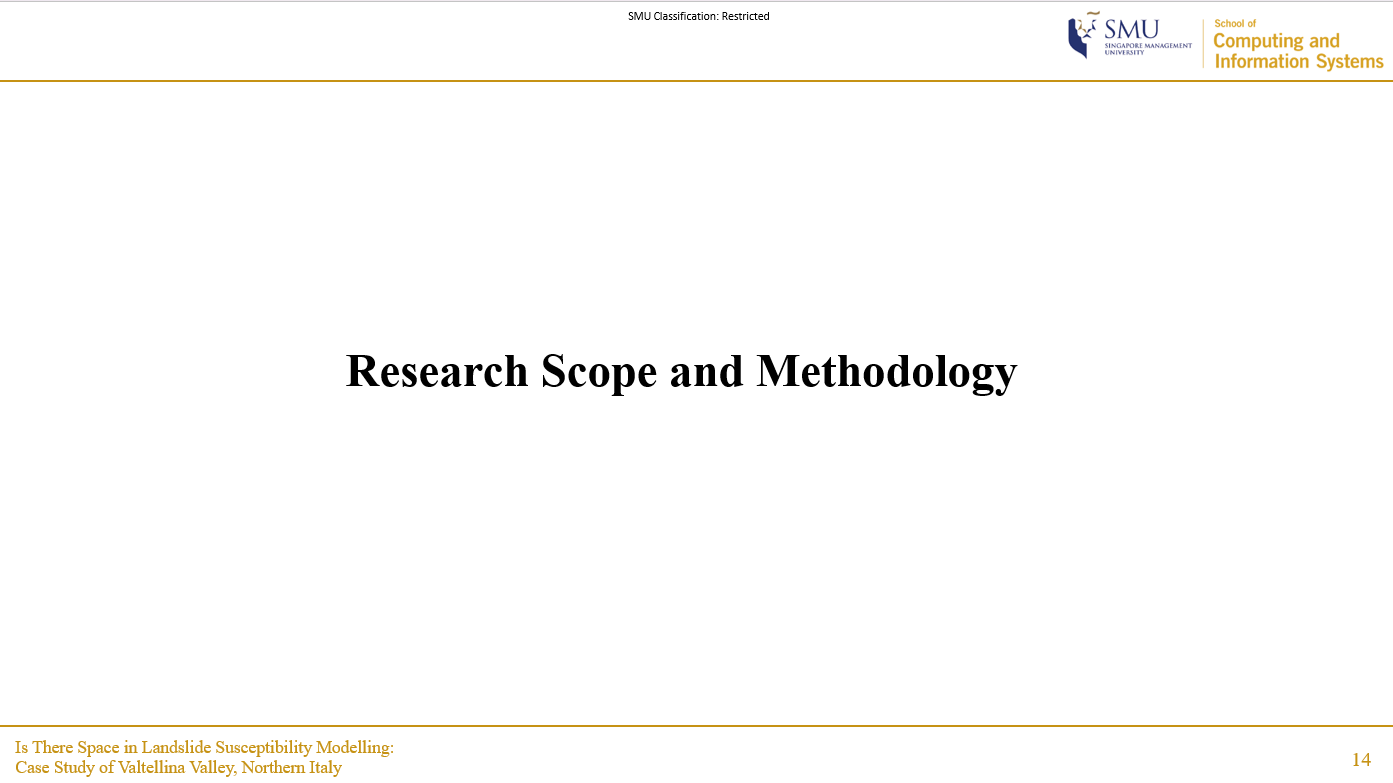 SMU Classification: Restricted
SMU
SINGAPORE MANAGEMENT
UNIVERSITY
School of
Computing and
Information Systems
Research Scope and Methodology
Is There Space in Landslide Susceptibility Modelling:
Case Study of Valtellina Valley, Northern Italy
14